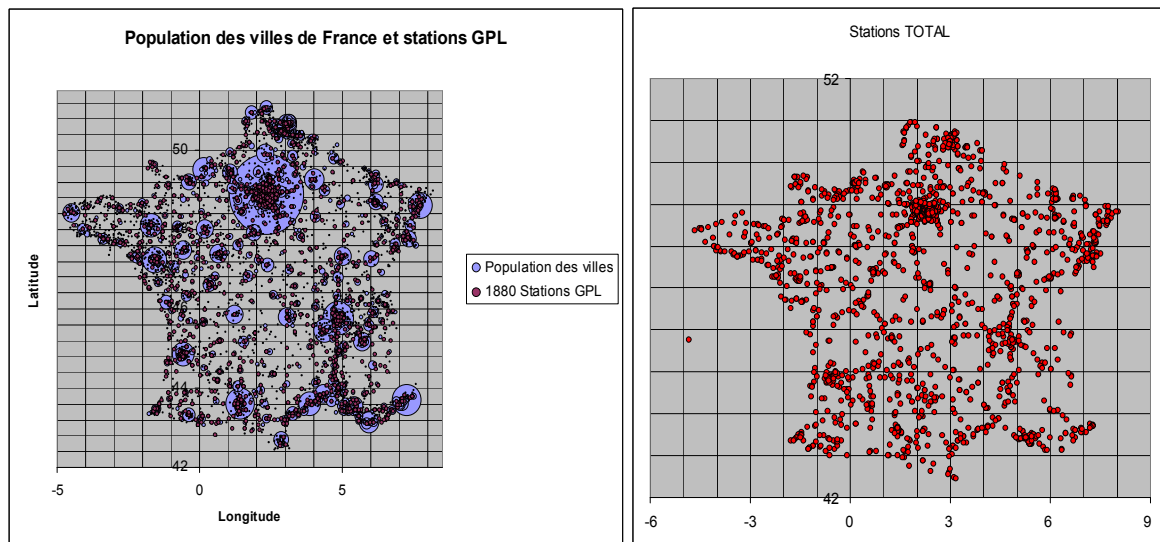 Population des villes de France et stations GPL
50
46
44
42
-5
0
5
Latitude
Longitude
Population des villes
1880 Stations GPL
Stations TOTAL
52
42
-6
-3
0
3
6
9